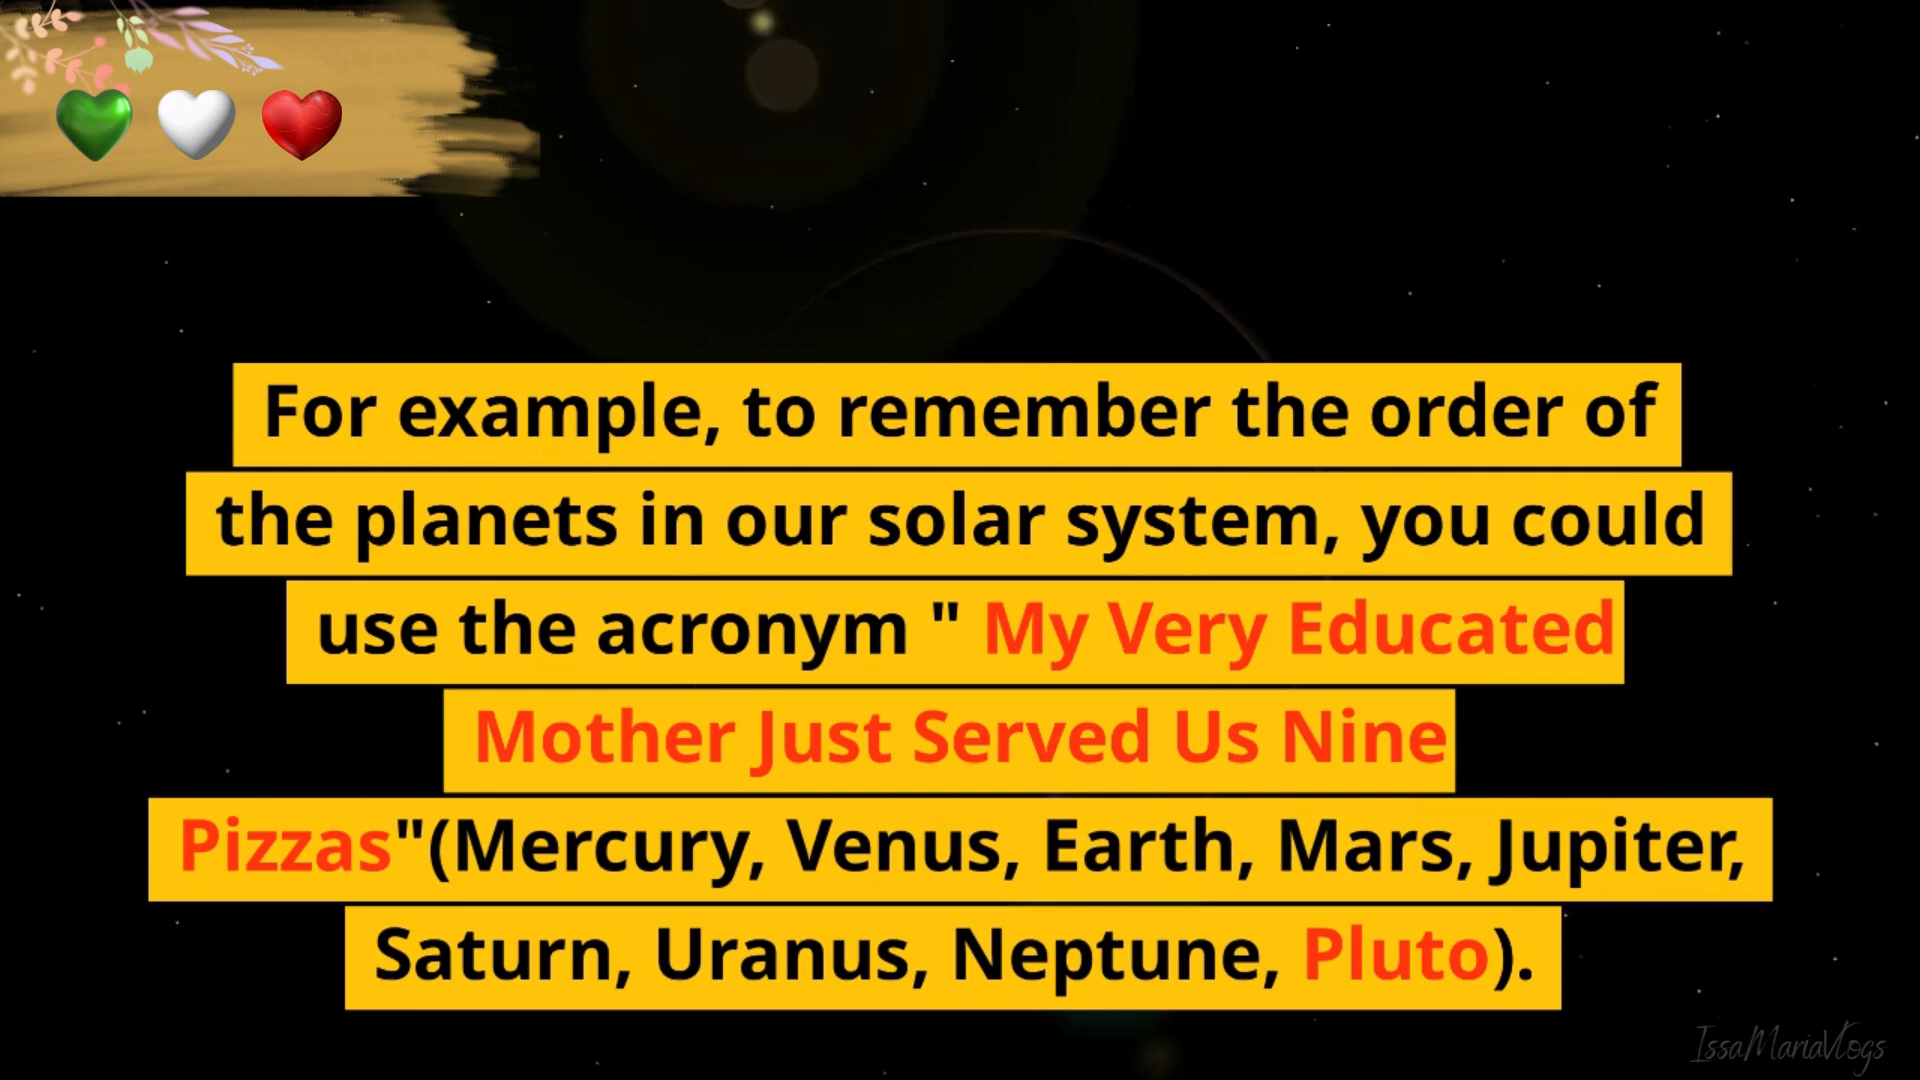 For example, to remember the order of
the planets in our solar system, you could
use the acronym " My Very Educated
Mother Just Served Us Nine
Pizzas"(Mercury, Venus, Earth, Mars, Jupiter,
Saturn, Uranus, Neptune, Pluto).
IssaMariaVlogs